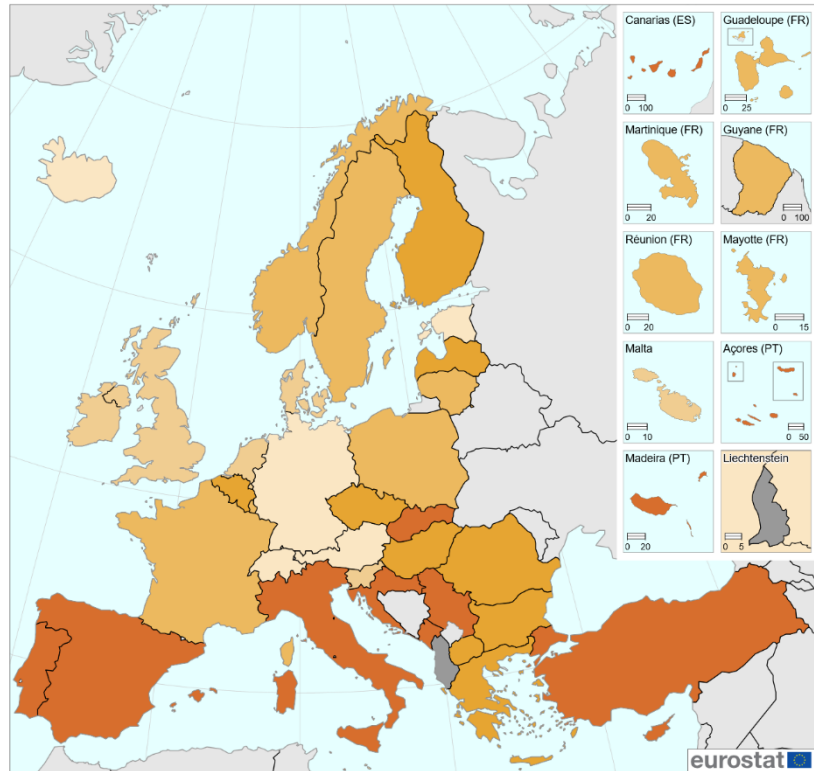 Canarias (ES)
0 100
Guadeloupe (FR)
0 25
Martinique (FR)
0 20
Guyane (FR)
0 100
Réunion (FR)
0 20
Mayotte (FR)
0 15
Malta
0 10
Açores (PT)
0 50
Madeira (PT)
0 20
Liechtenstein
0 5
eurostat